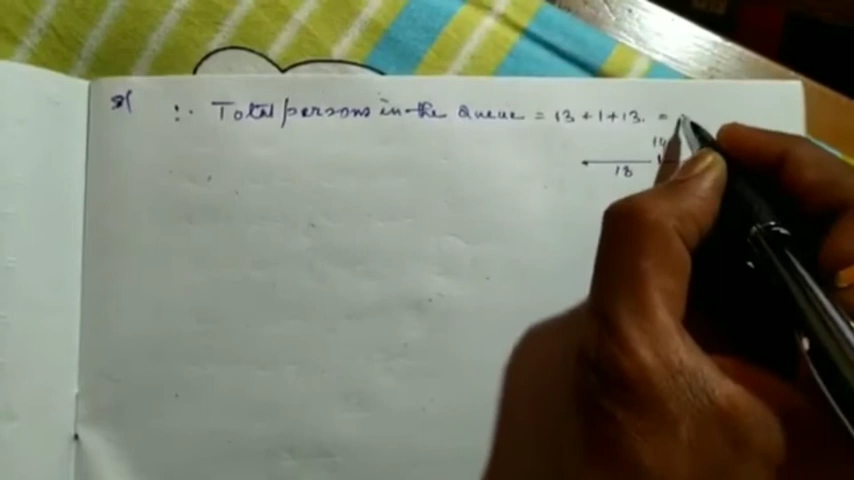 ∴ Total persons in the Queue = 13 + 1 + 13. =
14
18